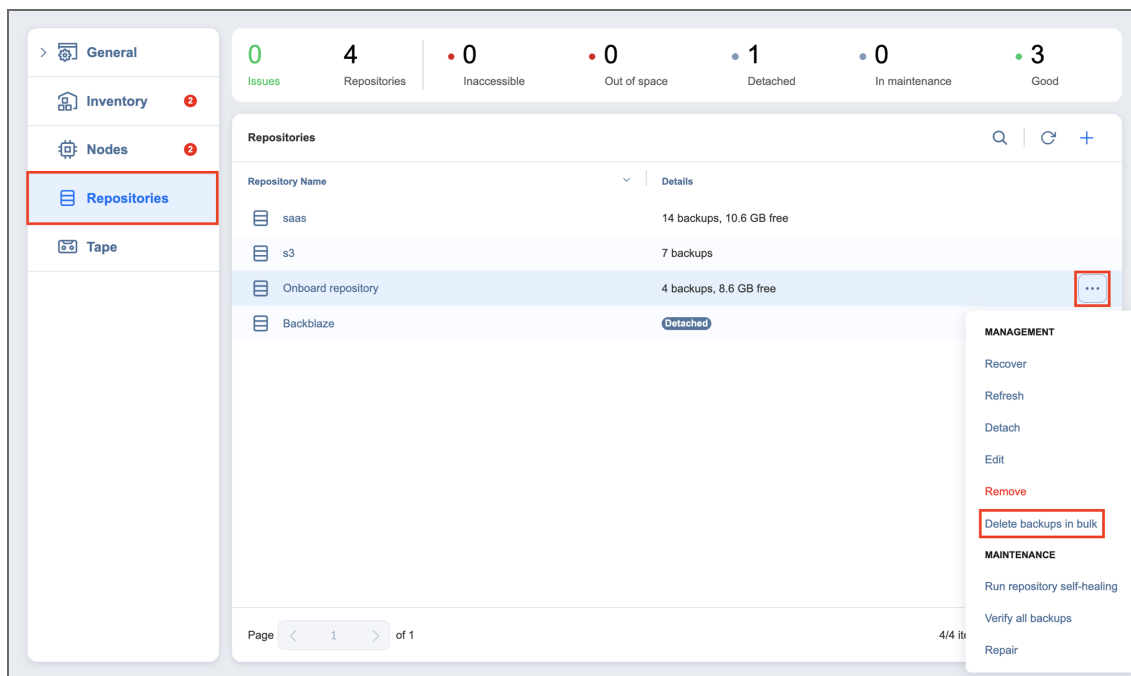 General
Inventory 2
Nodes 2
Repositories
Tape
0 4 0 0 1 0 3
Issues Repositories Inaccessible Out of space Detached In maintenance Good
Repositories
Repository Name Details
saas 14 backups, 10.6 GB free
s3 7 backups
Onboard repository 4 backups, 8.6 GB free
Backblaze Detached
MANAGEMENT
Recover
Refresh
Detach
Edit
Remove
Delete backups in bulk
MAINTENANCE
Run repository self-healing
Verify all backups
Repair
Page 1 of 1
4/4